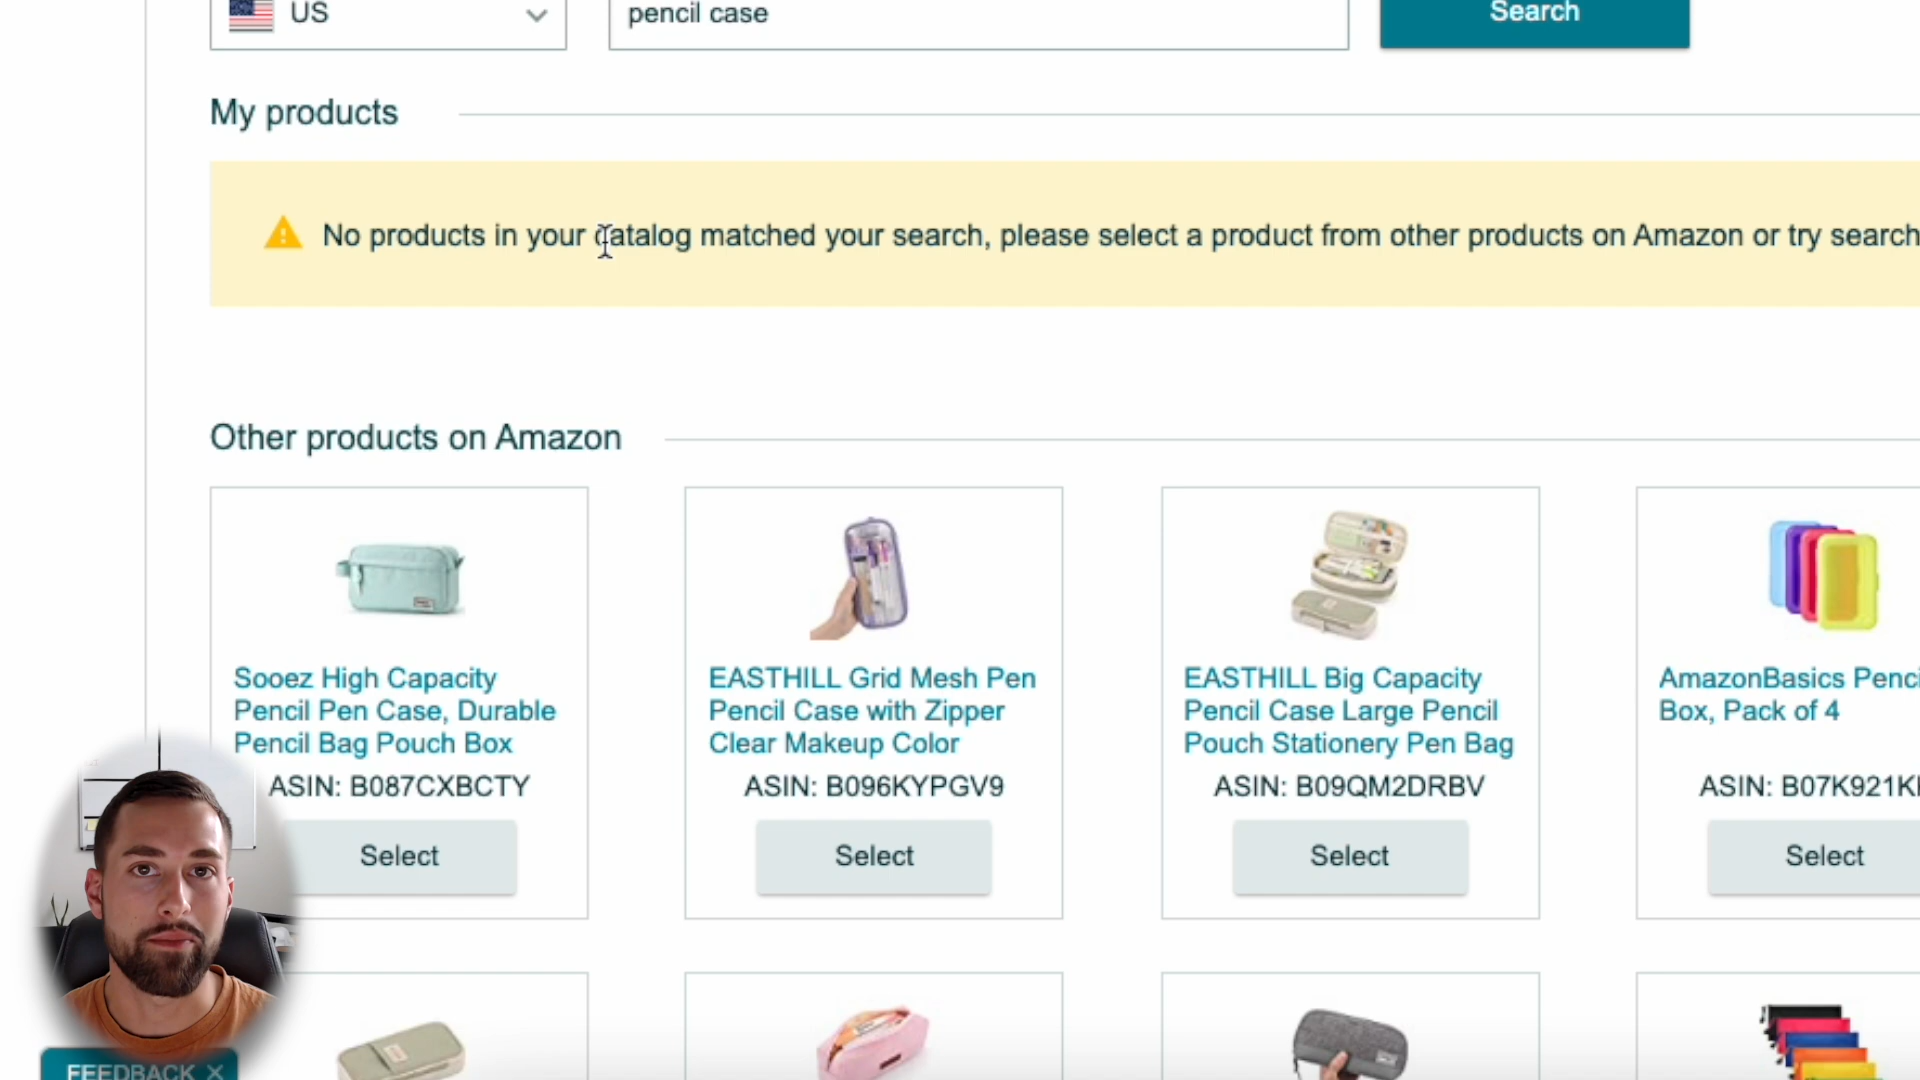 US
pencil case
Search
My products
No products in your catalog matched your search, please select a product from other products on Amazon or try search
Other products on Amazon
Sooez High Capacity
Pencil Pen Case, Durable
Pencil Bag Pouch Box
ASIN: B087CXBCTY
Select
EASTHILL Grid Mesh Pen
Pencil Case with Zipper
Clear Makeup Color
ASIN: B096KYPGV9
Select
EASTHILL Big Capacity
Pencil Case Large Pencil
Pouch Stationery Pen Bag
ASIN: B09QM2DRBV
Select
AmazonBasics Penci
Box, Pack of 4
ASIN: B07K921K
Select
FEEDBACK